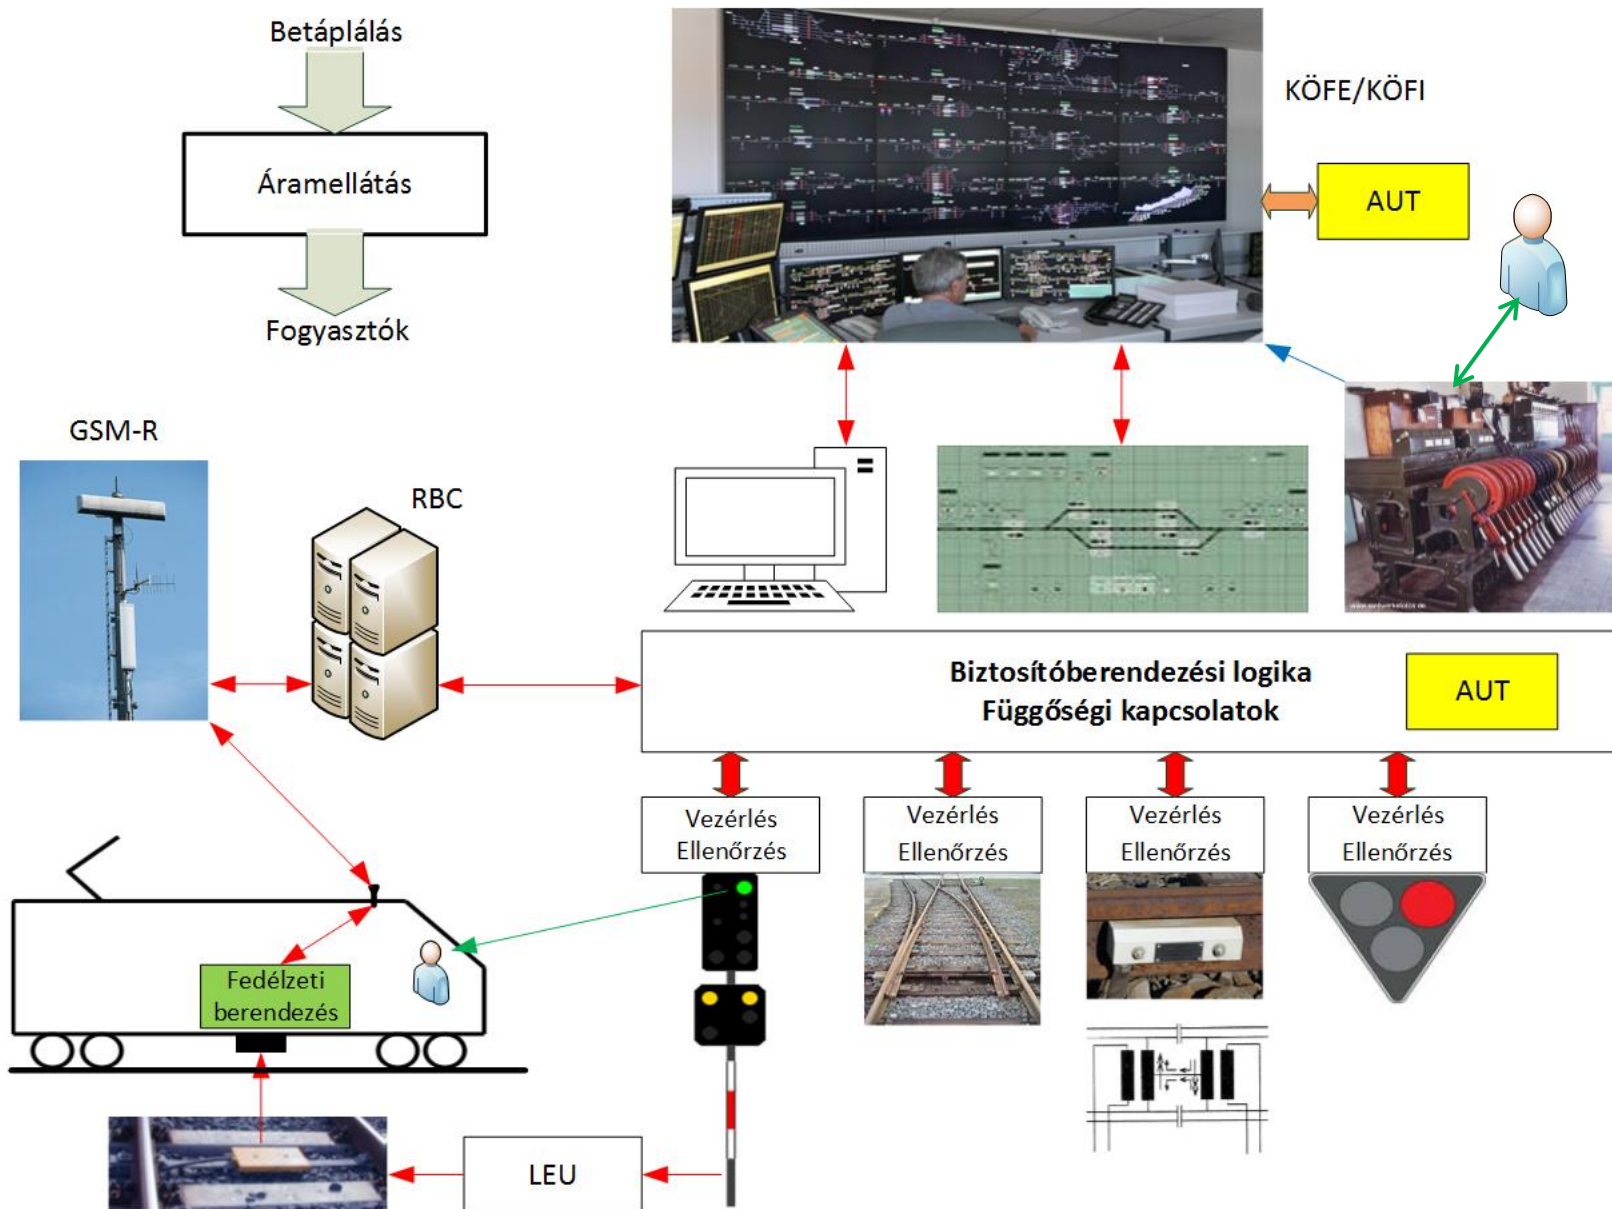 Betáplálás
Áramellátás
Fogyasztók
KÖFE/KÖFI
AUT
GSM-R
RBC
Biztosítóberendezési logika
Függőségi kapcsolatok
AUT
Vezérlés
Ellenőrzés
Vezérlés
Ellenőrzés
Vezérlés
Ellenőrzés
Vezérlés
Ellenőrzés
Fedélzeti
berendezés
LEU